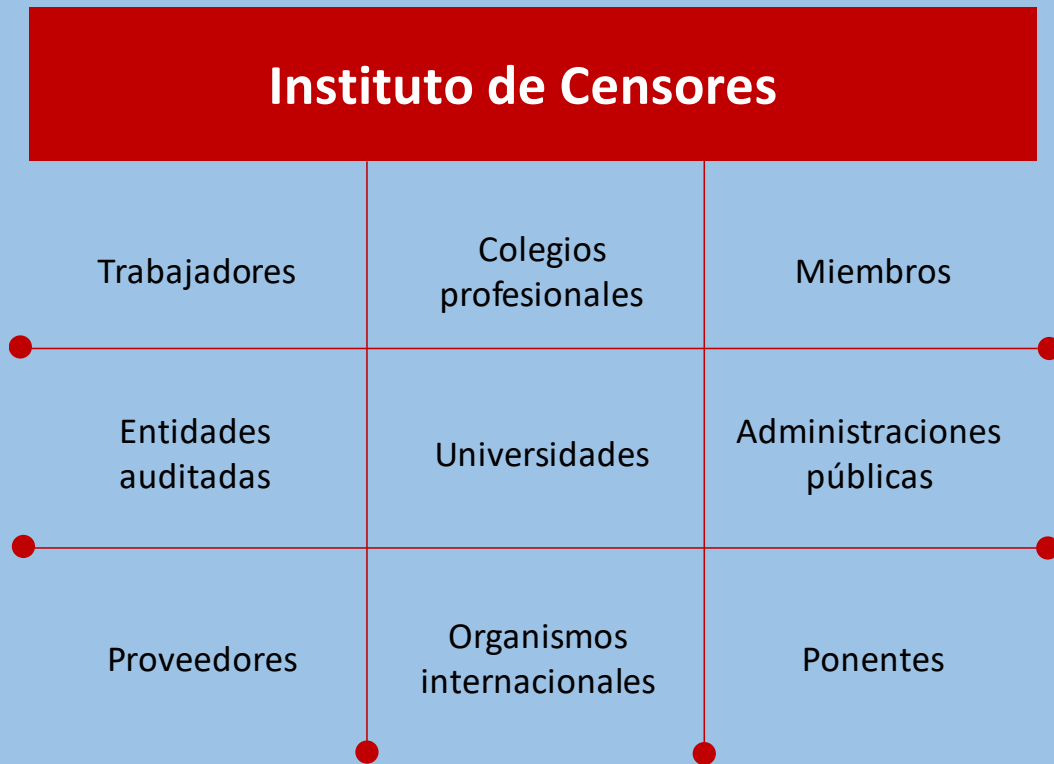 Instituto de Censores
Trabajadores
Colegios
profesionales
Miembros
Entidades
auditadas
Universidades
Administraciones
públicas
Proveedores
Organismos
internacionales
Ponentes